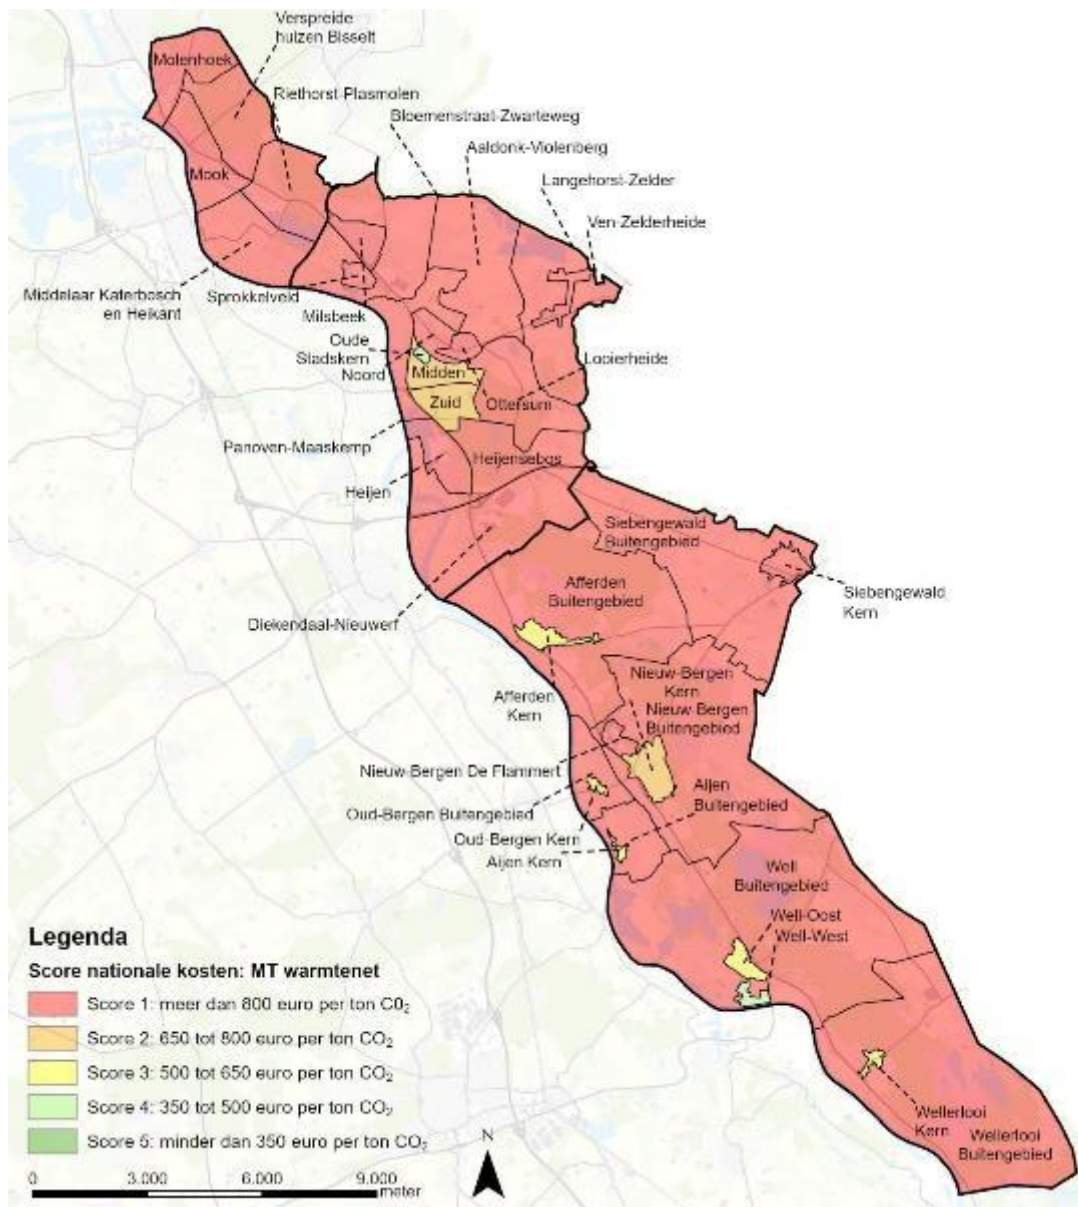 Verspreide
huizen Bisselt
Molenhoek
Riethorst-Plasmolen
Bloemenstraat-Zwarteweg
Aaldonk-Violenberg
Langehorst-Zelder
Mook
Ven-Zelderheide
Middelaar Katerbosch
en Heikant
Sprokkelveld
Milsbeek
Oude
Stadskern
Noord
Midden
Looierheide
Zuid
Ottersum
Panoven-Maaskemp
Heijensebos
Heijen
Siebengewald
Buitengebied
Afferden
Buitengebied
Siebengewald
Kern
Diekendaal-Nieuwerf
Nieuw-Bergen
Kern
Afferden
Kern
Nieuw Bergen
Buitengebied
Nieuw-Bergen De Flammert
Aijen
Buitengebied
Oud-Bergen Buitengebied
Oud-Bergen Kern
Aijen Kern
Well
Buitengebied
Well-Oost
Well-West
Wellerlooi
Kern
Wellerlooi
Buitengebied
Legenda
Score nationale kosten: MT warmtenet
Score 1: meer dan 800 euro per ton C0₂
Score 2: 650 tot 800 euro per ton CO₂
Score 3: 500 tot 650 euro per ton CO₂
Score 4: 350 tot 500 euro per ton CO₂
Score 5: minder dan 350 euro per ton CO₂
N
0 3.000 6.000 9.000
meter